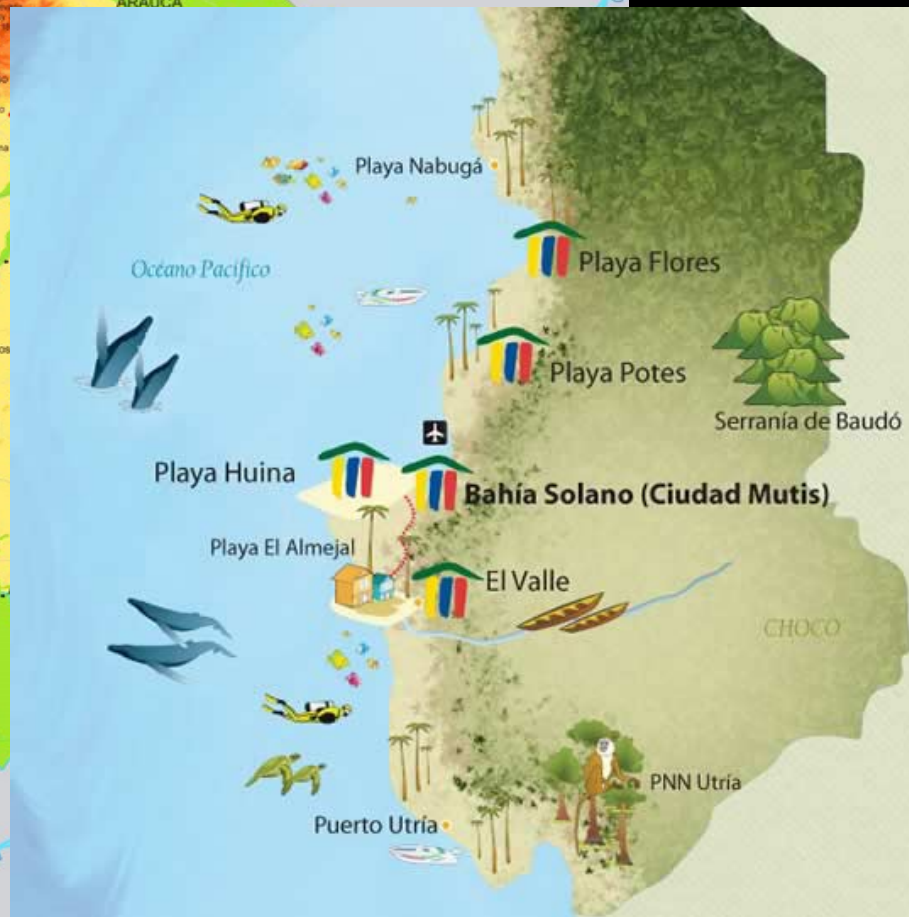 ARAUCA
Playa Nabugá
Océano Pacífico
Playa Flores
Playa Potes
Serranía de Baudó
Playa Huina
Bahía Solano (Ciudad Mutis)
Playa El Almejal
El Valle
CHOCO
PNN Utría
Puerto Utría